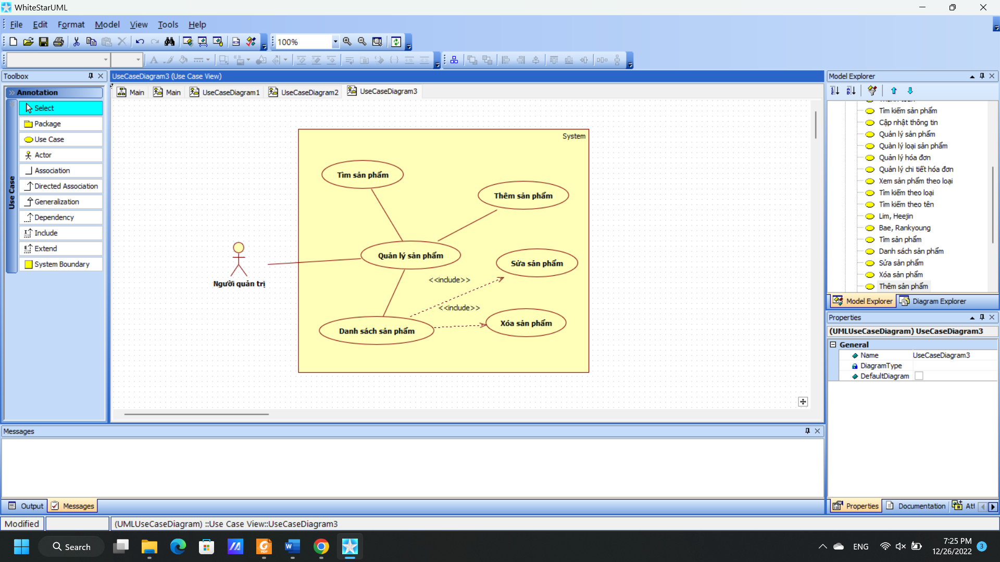 WhiteStarUML
File Edit Format Model View Tools Help
100%
Toolbox
Annotation
Use Case
Select
Package
Use Case
Actor
Association
Directed Association
Generalization
Dependency
Include
Extend
System Boundary
UseCaseDiagram3 (Use Case View)
Main Main UseCaseDiagram1 UseCaseDiagram2 UseCaseDiagram3
System
Tìm sản phẩm
Thêm sản phẩm
Quản lý sản phẩm
Sửa sản phẩm
<<include>>
Người quản trị
<<include>>
Xóa sản phẩm
Danh sách sản phẩm
Model Explorer
Tìm kiếm sản phẩm
Cập nhật thông tin
Quản lý sản phẩm
Quản lý loại sản phẩm
Quản lý hóa đơn
Quản lý chi tiết hóa đơn
Xem sản phẩm theo loại
Tìm kiếm theo loại
Tìm kiếm theo tên
Lim, Heejin
Bae, Rankyoung
Tìm sản phẩm
Danh sách sản phẩm
Sửa sản phẩm
Xóa sản phẩm
Thêm sản phẩm
Model Explorer Diagram Explorer
Properties
(UMLUseCaseDiagram) UseCaseDiagram3
General
Name UseCaseDiagram3
DiagramType
DefaultDiagram
Messages
Output Messages
Properties Documentation Att
Modified
(UMLUseCaseDiagram) ::Use Case View::UseCaseDiagram3
Search
ENG
7:25 PM
12/26/2022
3